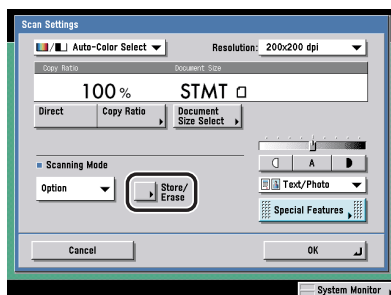 Scan Settings
Auto-Color Select
Resolution: 200x200 dpi
Copy Ratio Document Size
100 % STMT
Direct Copy Ratio Document Size Select
Scanning Mode
A
Option Store/ Erase Text/Photo
Special Features
Cancel OK
System Monitor